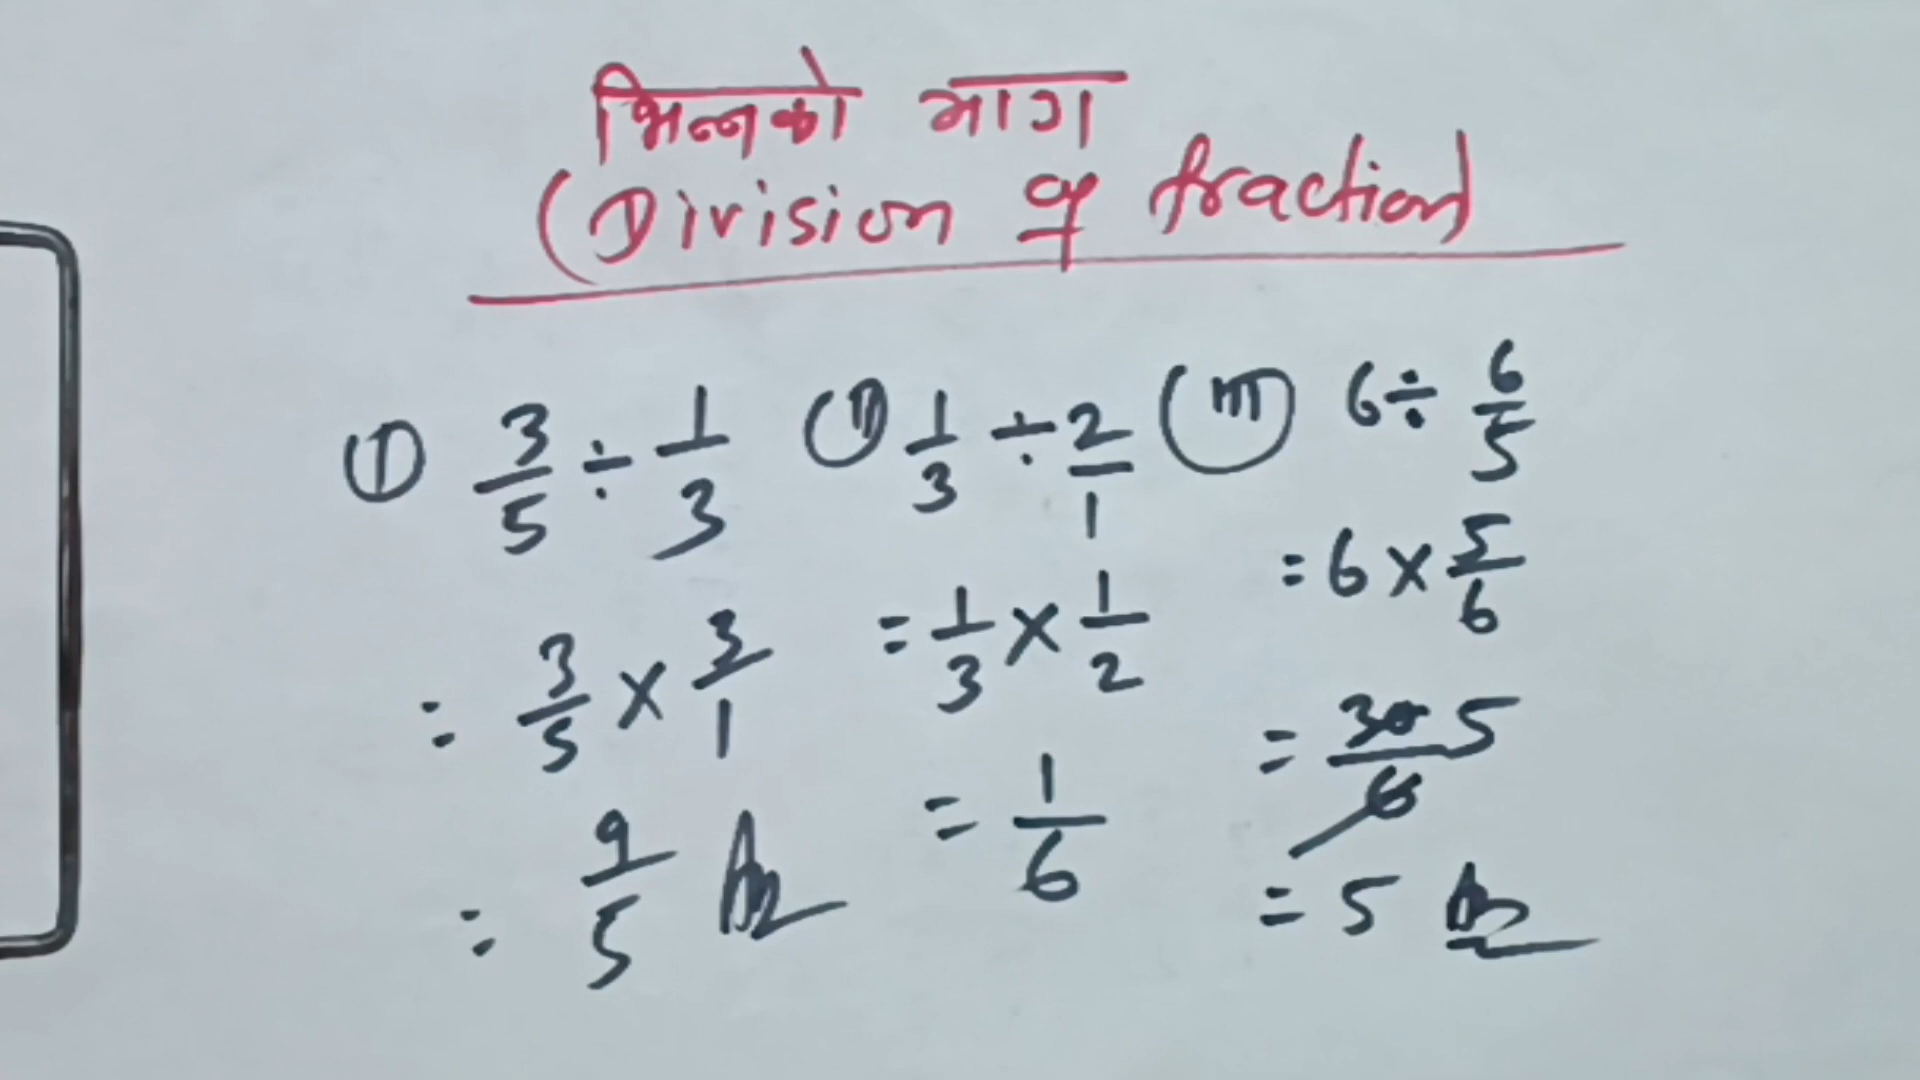 भिन्नको भाग
(Division of fraction)
(I) 3/5 ÷ 1/3
= 3/5 × 3/1
= 9/5 Ans
(II) 1/3 ÷ 2/1
= 1/3 × 1/2
= 1/6
(III) 6 ÷ 6/5
= 6 × 5/6
= 30/6 5
= 5 Ans